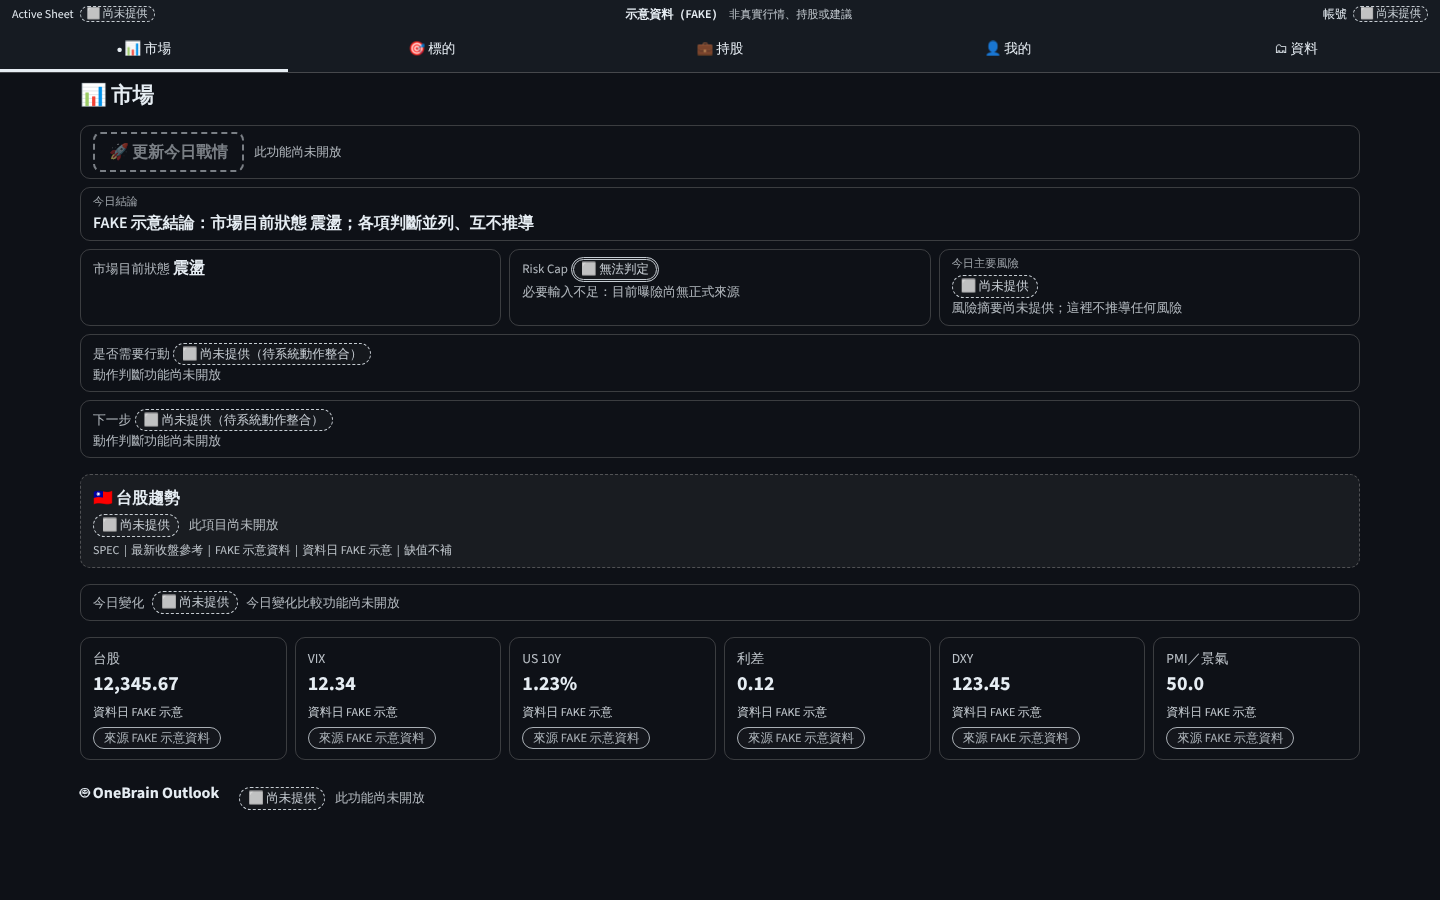 Active Sheet 尚未提供
示意資料（FAKE） 非真實行情、持股或建議
帳號 尚未提供
市場
標的
持股
我的
資料
市場
更新今日戰情 此功能尚未開放
今日結論
FAKE 示意結論：市場目前狀態 震盪；各項判斷並列、互不推導
市場目前狀態 震盪
Risk Cap 無法判定
必要輸入不足：目前曝險尚無正式來源
今日主要風險
尚未提供
風險摘要尚未提供；這裡不推導任何風險
是否需要行動 尚未提供（待系統動作整合）
動作判斷功能尚未開放
下一步 尚未提供（待系統動作整合）
動作判斷功能尚未開放
台股趨勢
尚未提供 此項目尚未開放
SPEC｜最新收盤參考｜FAKE 示意資料｜資料日 FAKE 示意｜缺值不補
今日變化 尚未提供 今日變化比較功能尚未開放
台股
12,345.67
資料日 FAKE 示意
來源 FAKE 示意資料
VIX
12.34
資料日 FAKE 示意
來源 FAKE 示意資料
US 10Y
1.23%
資料日 FAKE 示意
來源 FAKE 示意資料
利差
0.12
資料日 FAKE 示意
來源 FAKE 示意資料
DXY
123.45
資料日 FAKE 示意
來源 FAKE 示意資料
PMI／景氣
50.0
資料日 FAKE 示意
來源 FAKE 示意資料
OneBrain Outlook 尚未提供 此功能尚未開放